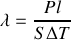 λ = Pl / SΔT